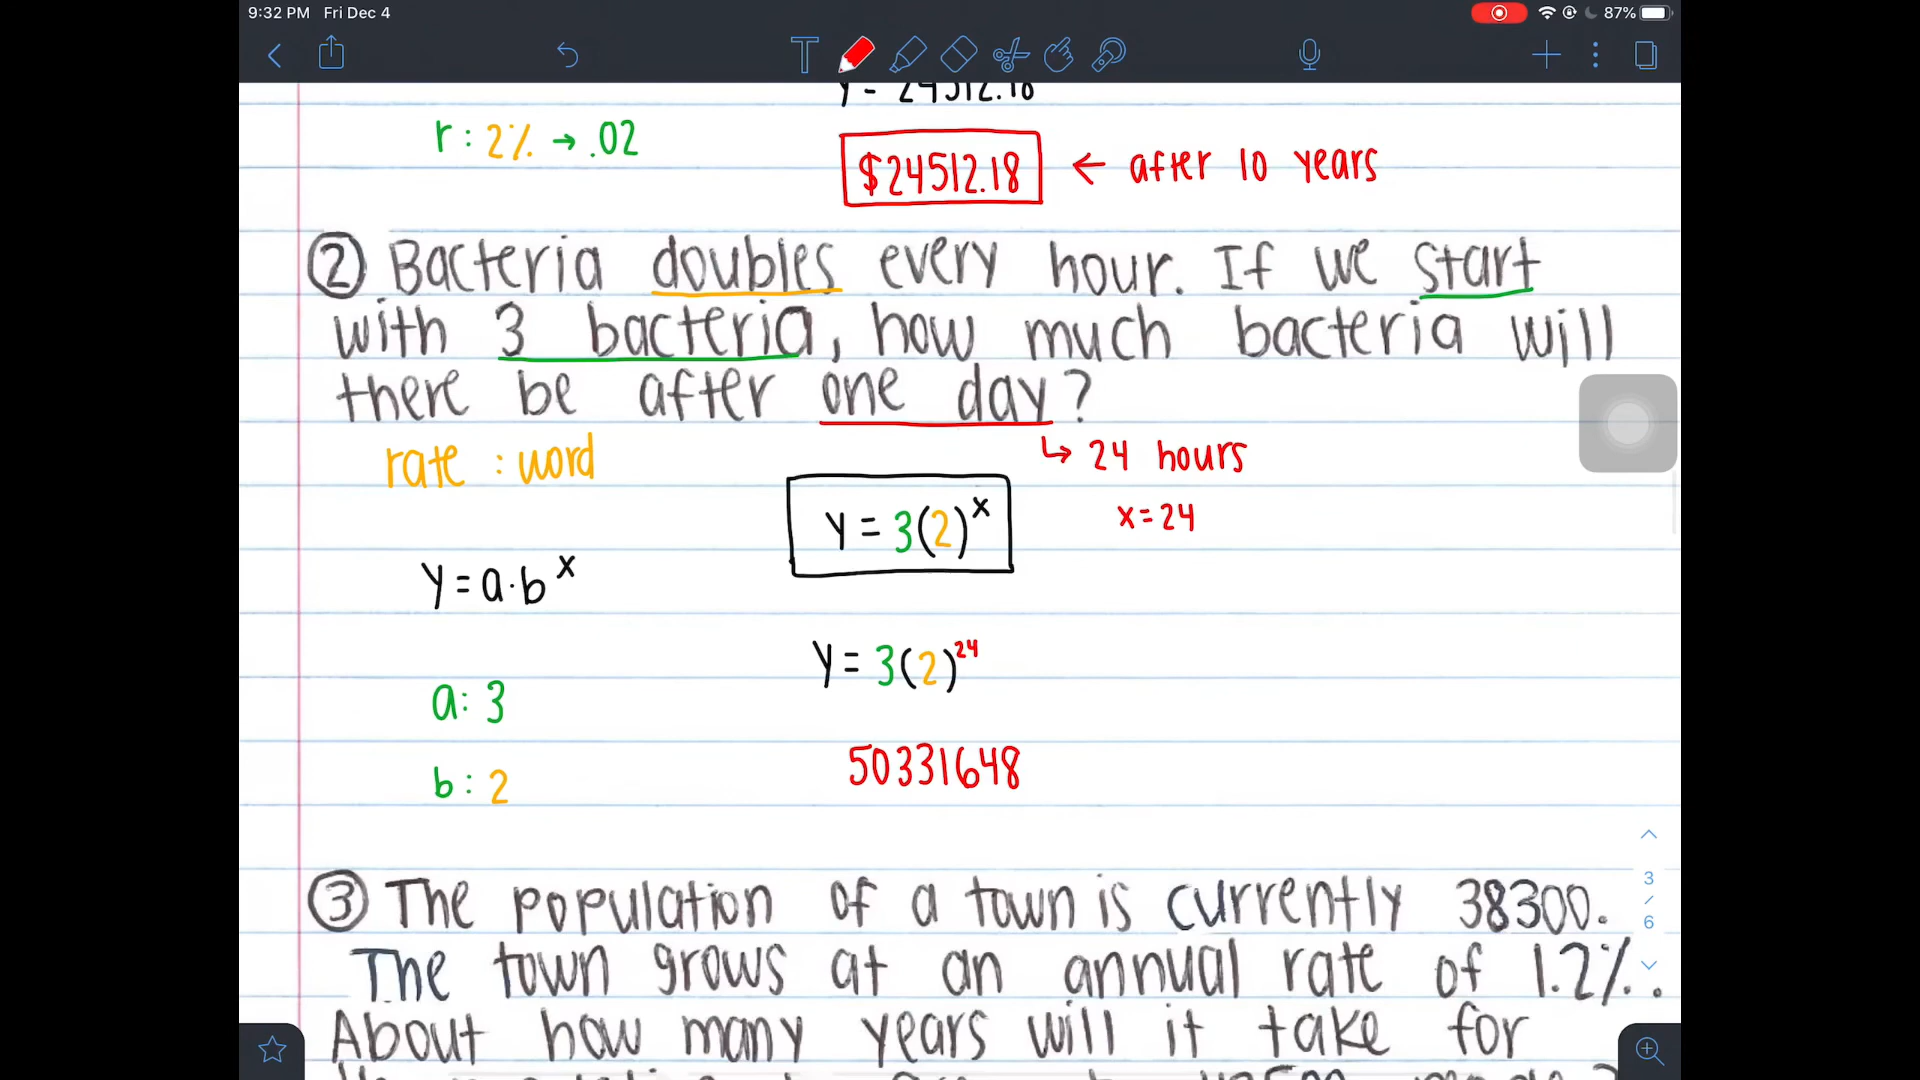 9:32 PM Fri Dec 4
87%
y = 24512.18
r : 2% → .02
$24512.18 ← after 10 years
② Bacteria doubles every hour. If we start
with 3 bacteria, how much bacteria will
there be after one day?
↳ 24 hours
rate : word
y = 3(2)^x
x = 24
y = a·b^x
y = 3(2)^24
a: 3
50331648
b: 2
3
6
③ The population of a town is currently 38300.
The town grows at an annual rate of 1.2%.
About how many years will it take for